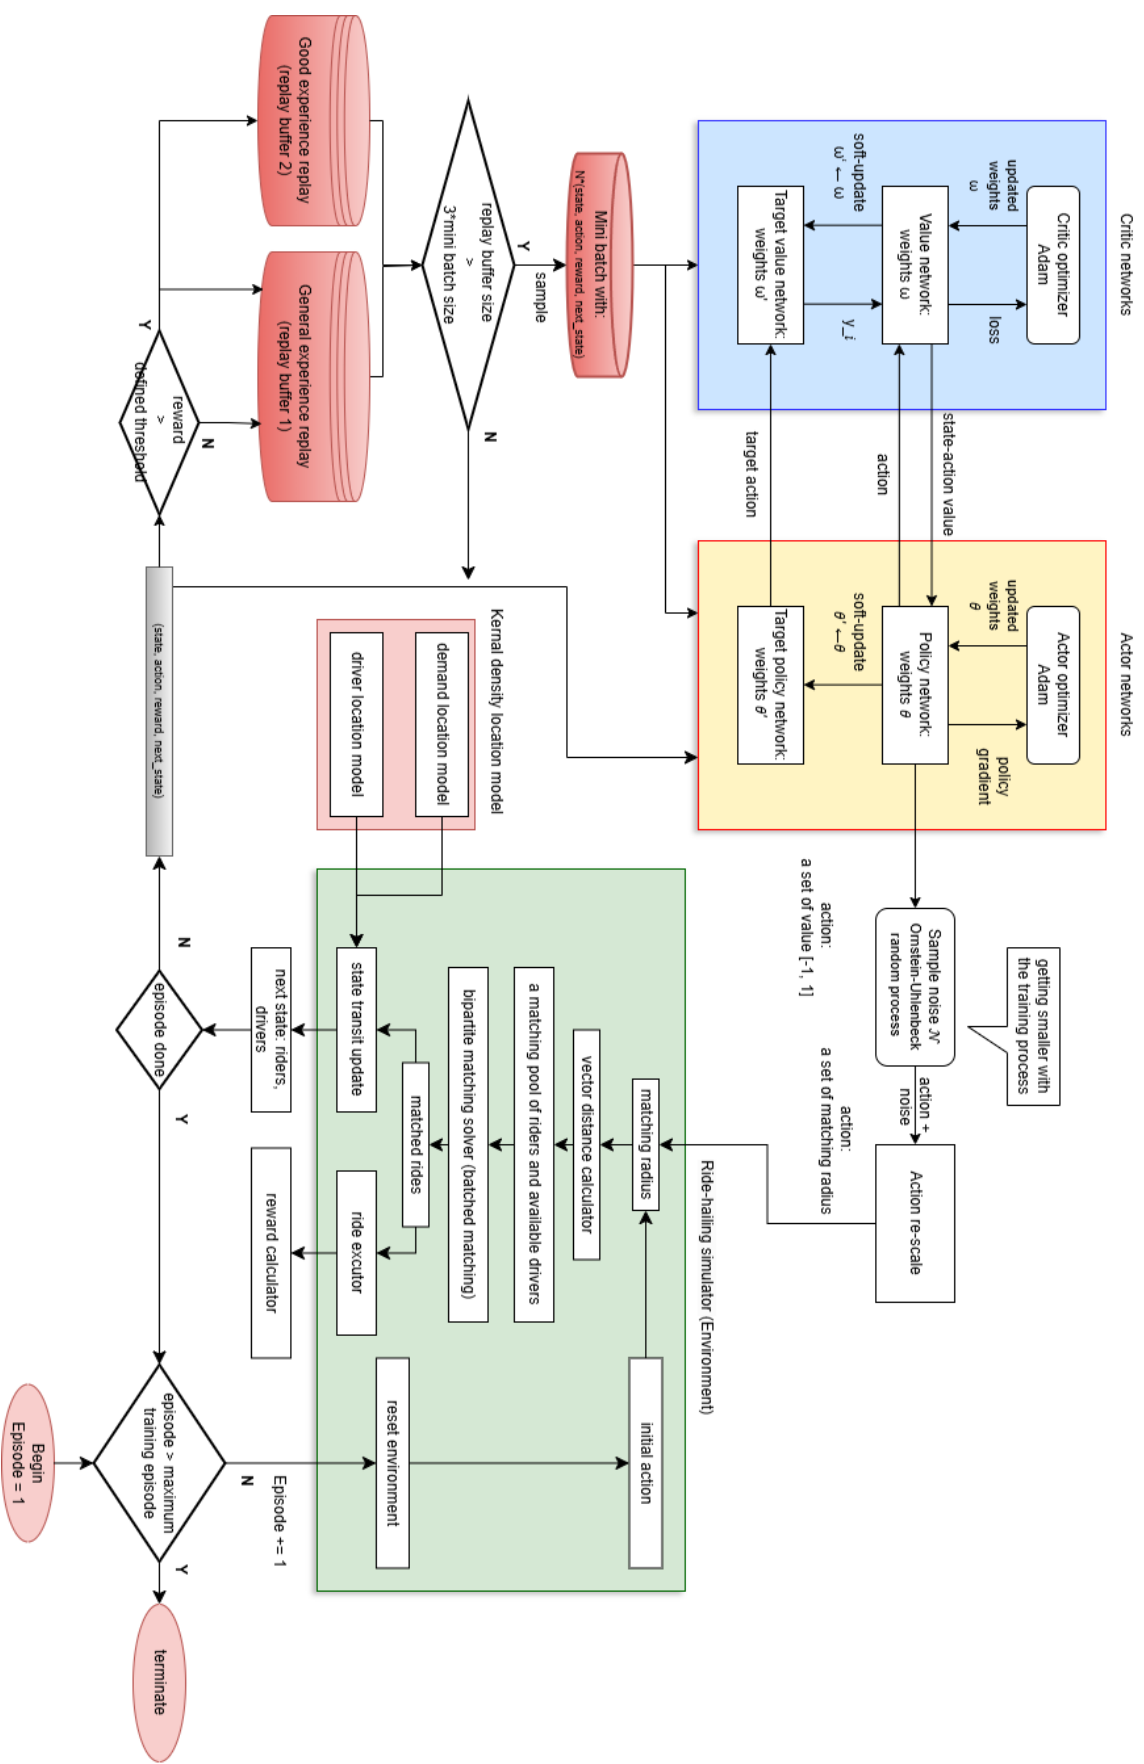 Critic networks
Actor networks
Critic optimizer
Adam
updated
weights
ω
loss
Value network:
weights ω
soft-update
ω' ← ω
y_i
Target value network:
weights ω'
state-action value
action
target action
Actor optimizer
Adam
updated
weights
θ
policy
gradient
Policy network:
weights θ
soft-update
θ' ←θ
Target policy network:
weights θ'
getting smaller with
the training process
Sample noise 𝒩
Ornstein-Uhlenbeck
random process
action +
noise
Action re-scale
action:
a set of value [-1, 1]
action:
a set of matching radius
Mini batch with:
N*(state, action, reward, next_state)
Y
sample
replay buffer size
>
3*mini batch size
N
Good experience replay
(replay buffer 2)
General experience replay
(replay buffer 1)
Y
N
reward
>
defined threshold
(state, action, reward, next_state)
Kernal density location model
demand location model
driver location model
Ride-hailing simulator (Environment)
matching radius
initial action
vector distance calculator
a matching pool of riders and available drivers
bipartite matching solver (batched matching)
matched rides
state transit update
ride excutor
reset environment
next state: riders,
drivers
reward calculator
N
episode done
Y
Episode += 1
N
episode > maximum
training episode
Y
terminate
Begin
Episode = 1